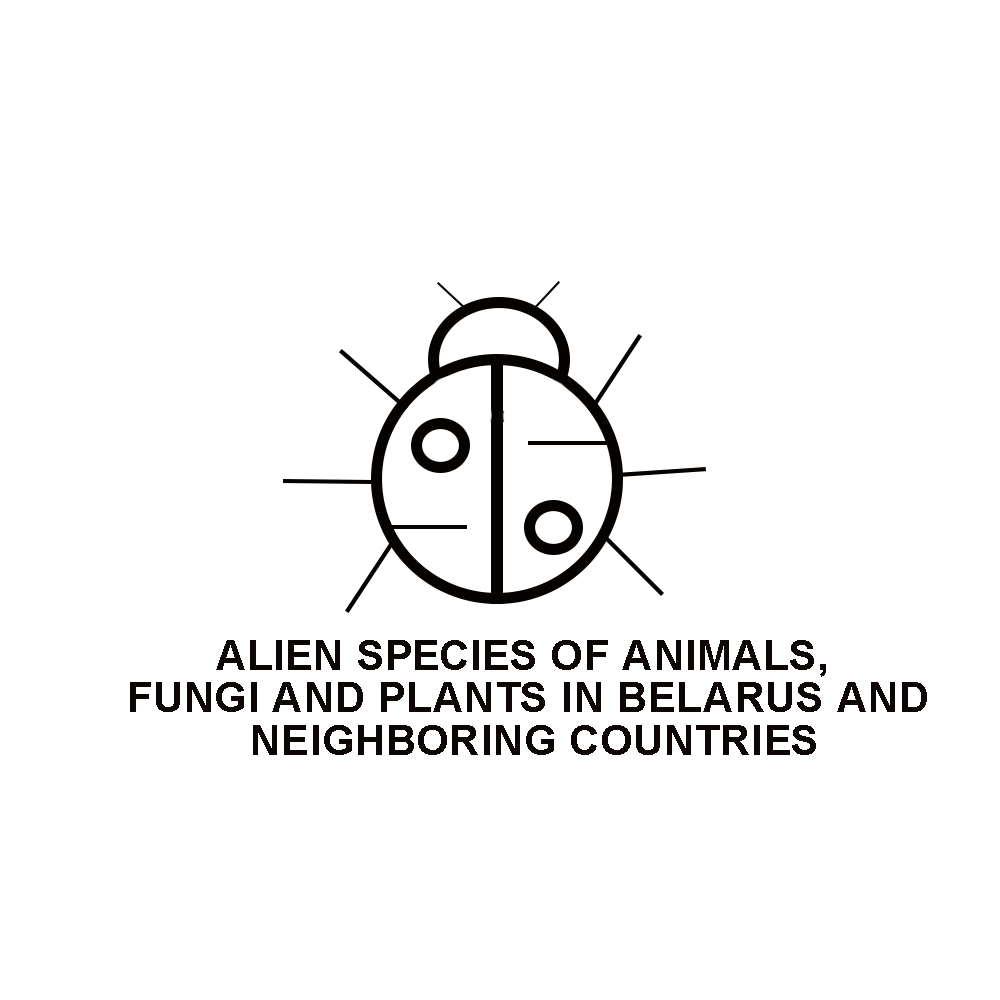 ALIEN SPECIES OF ANIMALS,
FUNGI AND PLANTS IN BELARUS AND
NEIGHBORING COUNTRIES